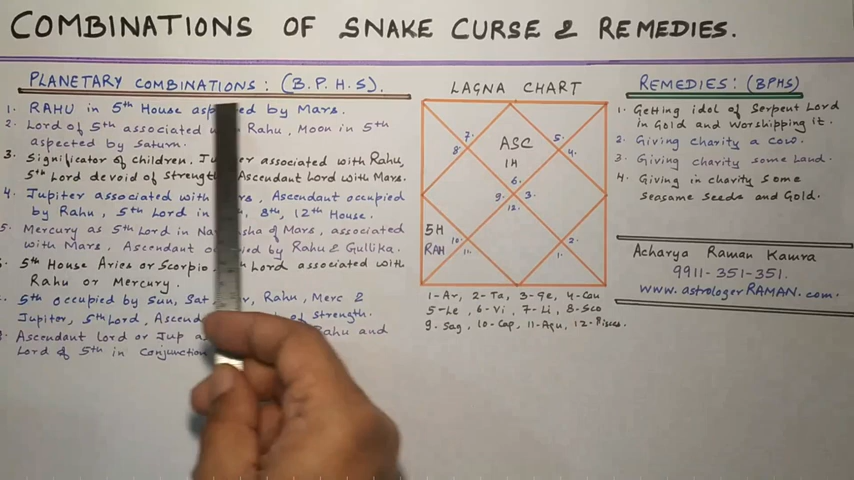 COMBINATIONS OF SNAKE CURSE & REMEDIES.
PLANETARY COMBINATIONS: (B.P.H.S).
1. RAHU in 5th House aspected by Mars.
2. Lord of 5th associated Rahu, Moon in 5th
aspected by Saturn.
3. Significator of children. associated with Rahu,
5th Lord devoid of Ascendant Lord with Mars.
4. Jupiter associated with Ascendant occupied
by Rahu, 5th Lord in 8th, 12th House.
5. Mercury as 5th Lord in of Mars, associated
with Mars, Ascendant by Rahu & Gullika.
5th House Aries or Scorpio, Lord associated with
Rahu or Mercury.
5th occupied by Sun, Rahu, Merc &
Jupiter, 5th Lord, of strength.
Ascendant lord or Jup Rahu and
Lord of 5th in Conjunction
LAGNA CHART
7.
8.
ASC
1H
6.
5.
4.
9.
3.
12.
5H
RAH
10.
11.
2.
1.
1-Ar, 2-Ta, 3-Ge, 4-Can
5-Le, 6-Vi, 7-Li, 8-Sco
9-Sag, 10-Cap, 11-Aqu, 12-Pisces.
REMEDIES: (BPHS)
1. Getting idol of Serpent Lord
in Gold and Worshipping it.
2. Giving charity a Cow.
3. Giving charity some Land.
4. Giving in charity some
Seasame Seeds and Gold.
Acharya Raman Kamra
9911-351-351.
www.astrologerRAMAN.com.